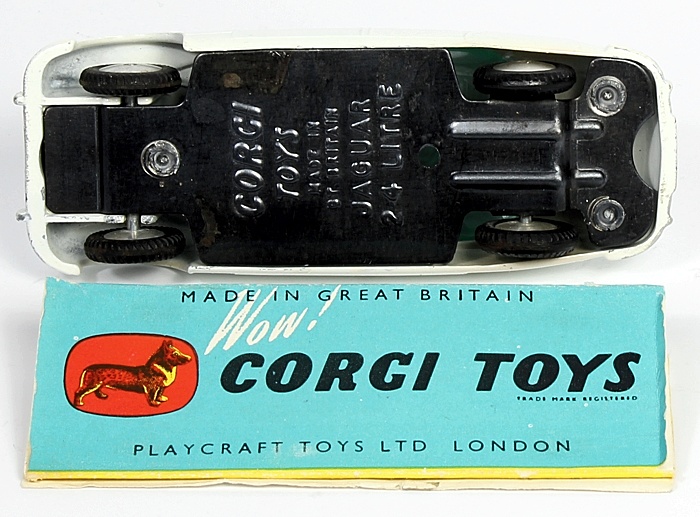 CORGI
TOYS
MADE IN
GT BRITAIN
JAGUAR
2·4 LITRE
MADE IN GREAT BRITAIN
Wow!
CORGI TOYS
TRADE MARK REGISTERED
PLAYCRAFT TOYS LTD LONDON